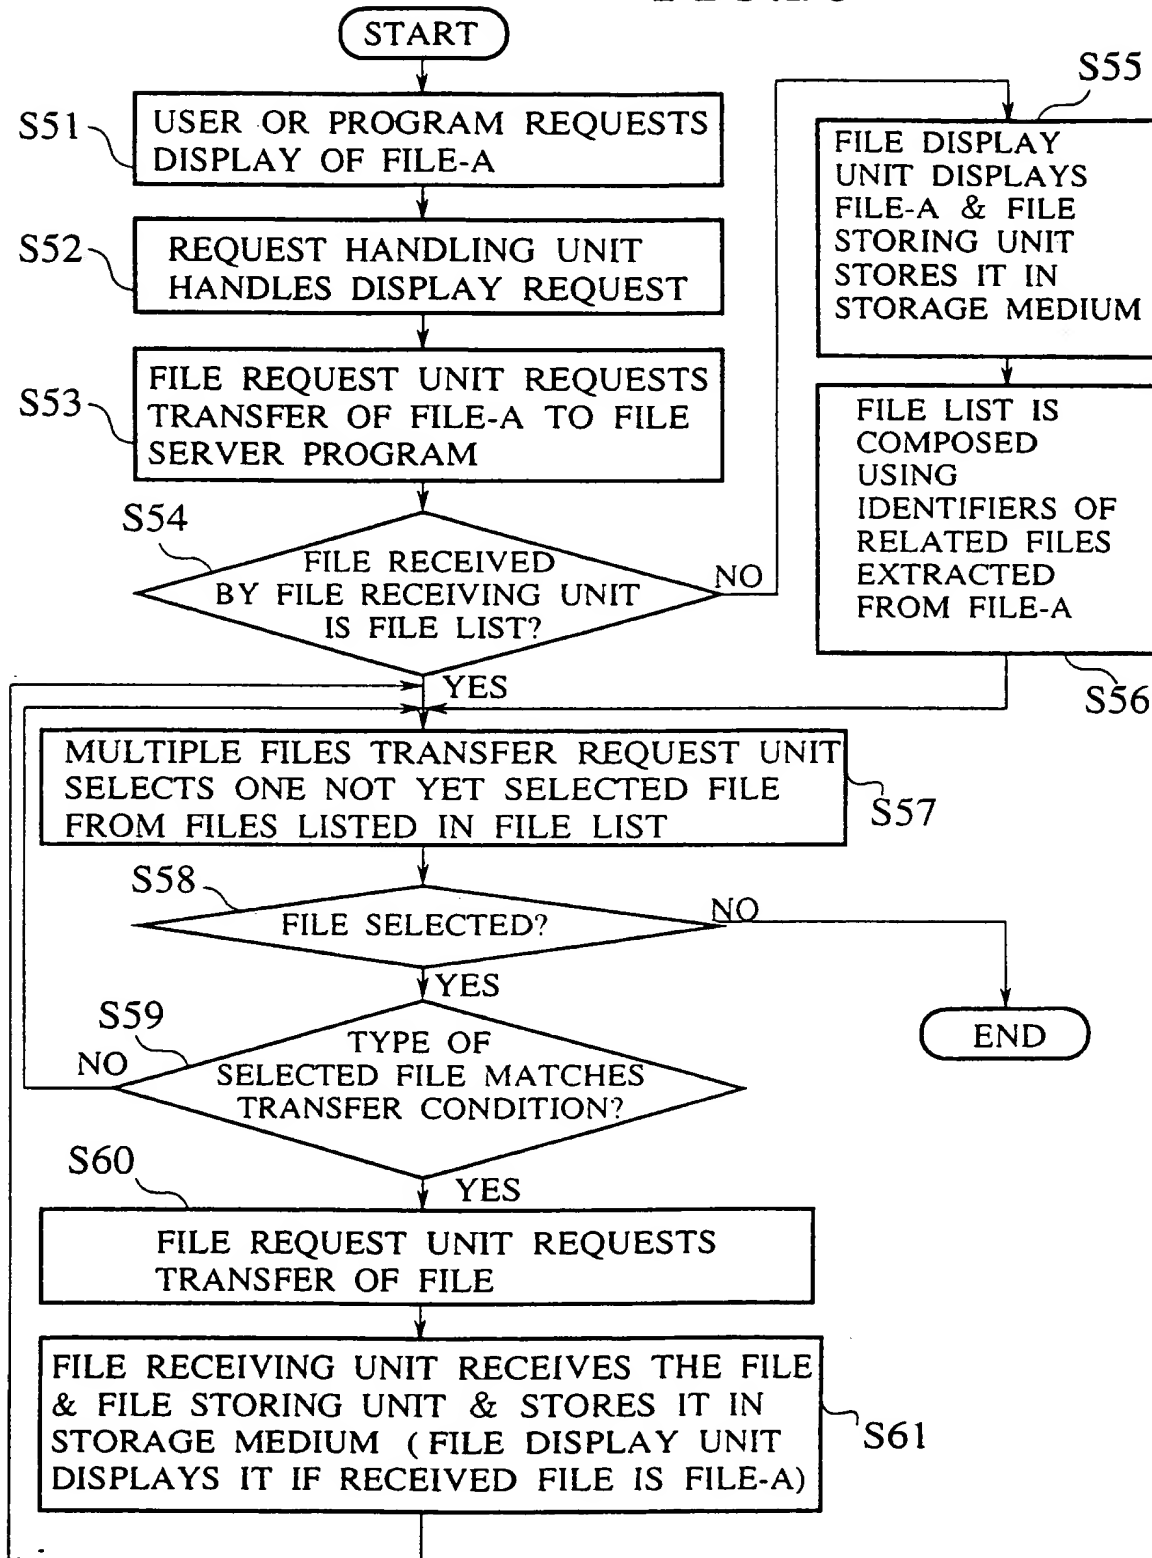 START
S51
USER OR PROGRAM REQUESTS
DISPLAY OF FILE-A
S52
REQUEST HANDLING UNIT
HANDLES DISPLAY REQUEST
S53
FILE REQUEST UNIT REQUESTS
TRANSFER OF FILE-A TO FILE
SERVER PROGRAM
S54
FILE RECEIVED
BY FILE RECEIVING UNIT
IS FILE LIST?
NO
YES
S55
FILE DISPLAY
UNIT DISPLAYS
FILE-A & FILE
STORING UNIT
STORES IT IN
STORAGE MEDIUM
FILE LIST IS
COMPOSED
USING
IDENTIFIERS OF
RELATED FILES
EXTRACTED
FROM FILE-A
S56
MULTIPLE FILES TRANSFER REQUEST UNIT
SELECTS ONE NOT YET SELECTED FILE
FROM FILES LISTED IN FILE LIST
S57
S58
FILE SELECTED?
NO
YES
END
S59
TYPE OF
SELECTED FILE MATCHES
TRANSFER CONDITION?
NO
YES
S60
FILE REQUEST UNIT REQUESTS
TRANSFER OF FILE
FILE RECEIVING UNIT RECEIVES THE FILE
& FILE STORING UNIT & STORES IT IN
STORAGE MEDIUM (FILE DISPLAY UNIT
DISPLAYS IT IF RECEIVED FILE IS FILE-A)
S61